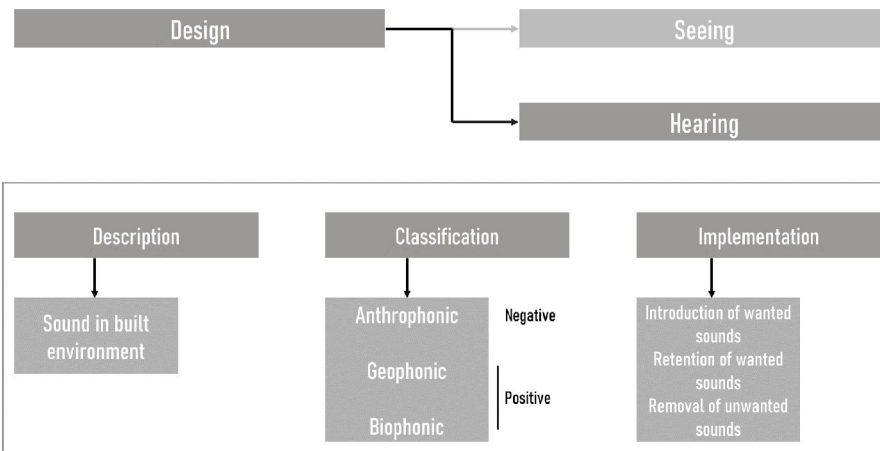 Design
Seeing
Hearing
Description
Classification
Implementation
Sound in built
environment
Anthrophonic
Negative
Geophonic
Positive
Biophonic
Introduction of wanted
sounds
Retention of wanted
sounds
Removal of unwanted
sounds